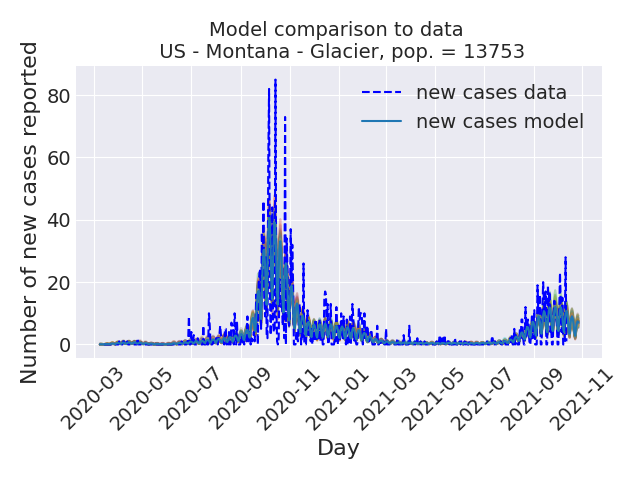 Model comparison to data
US - Montana - Glacier, pop. = 13753
Number of new cases reported
80
60
40
20
0
new cases data
new cases model
2020-03
2020-05
2020-07
2020-09
2020-11
2021-01
2021-03
2021-05
2021-07
2021-09
2021-11
Day